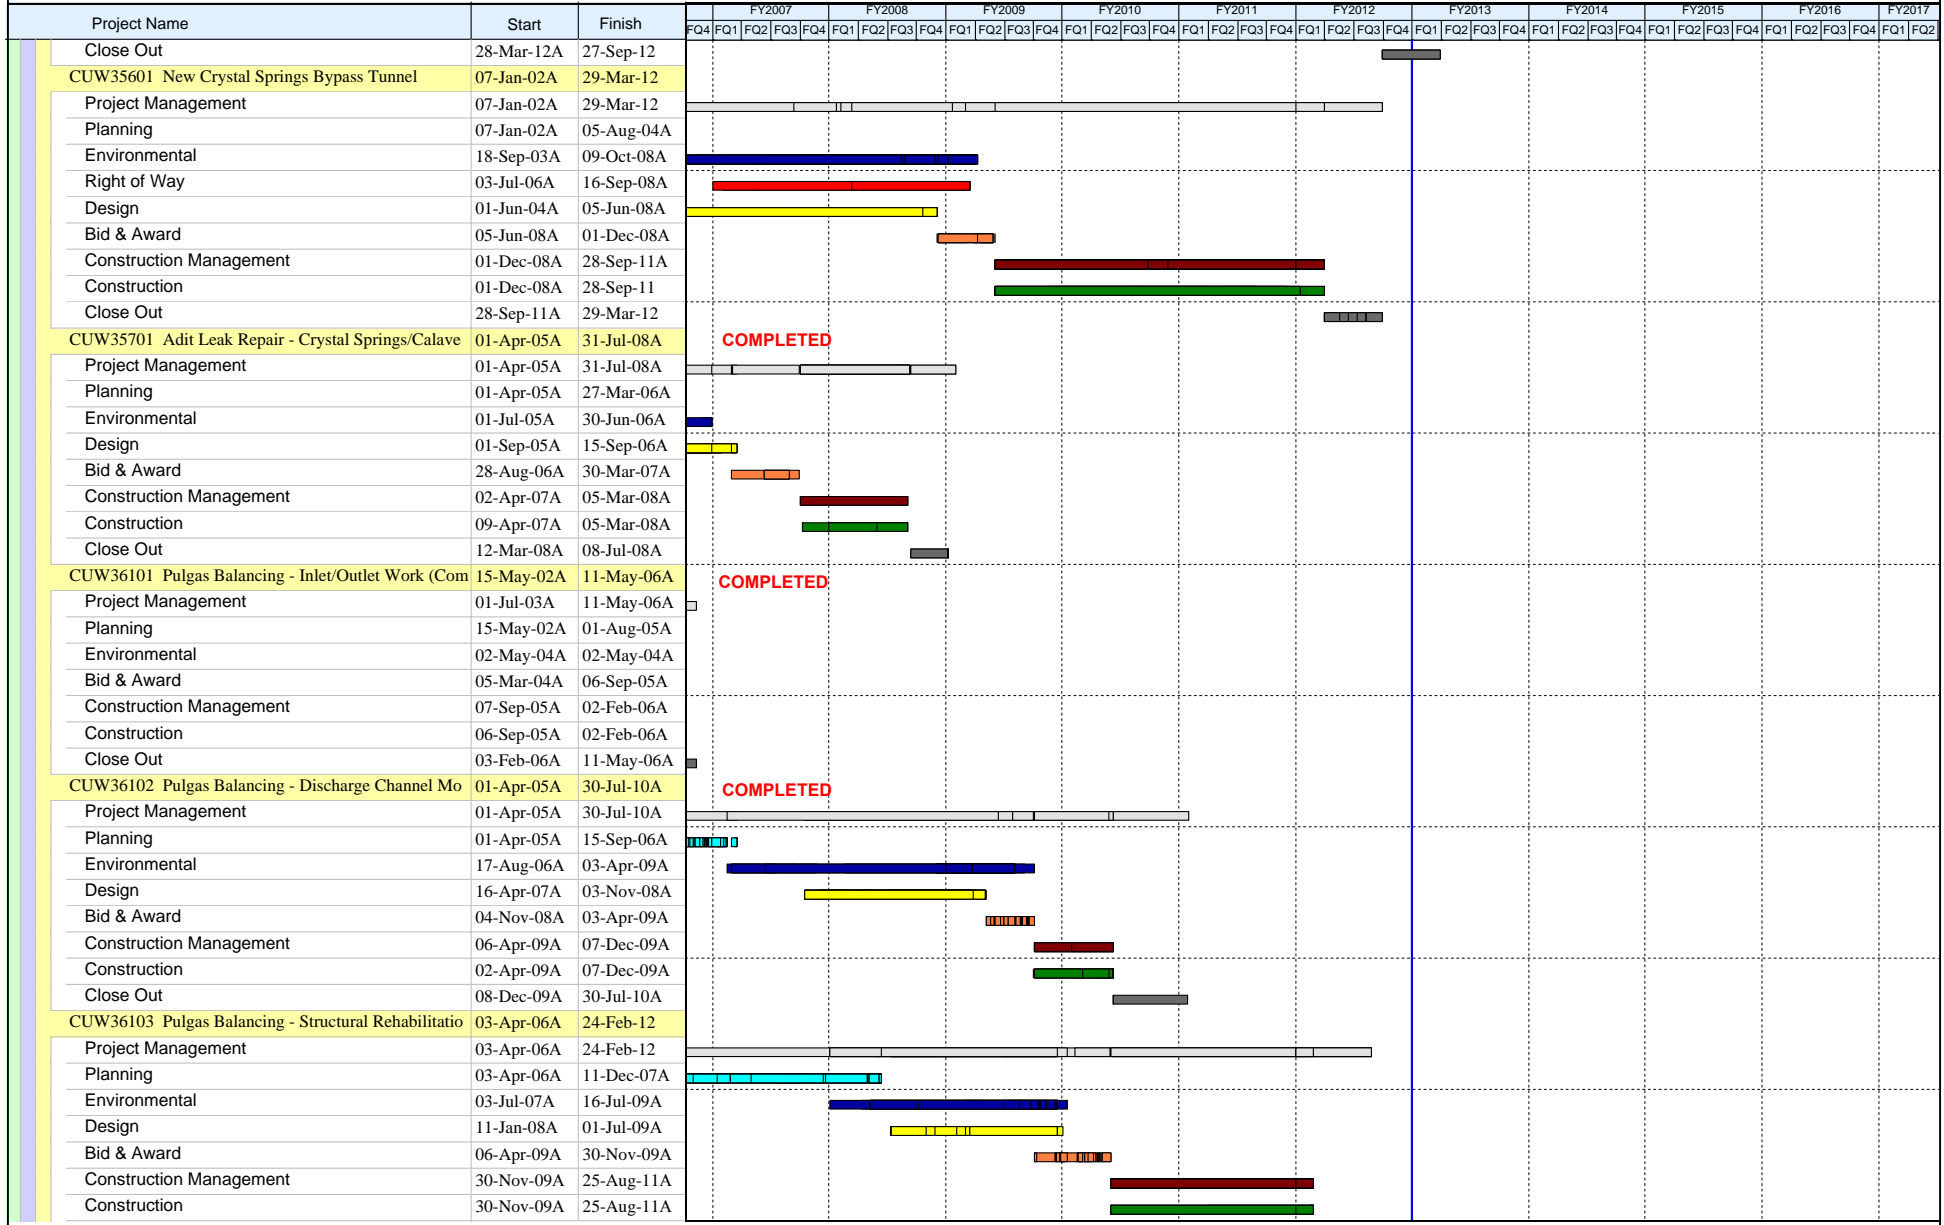 FY2007 FY2008 FY2009 FY2010 FY2011 FY2012 FY2013 FY2014 FY2015 FY2016 FY2017
Project Name Start Finish
FQ4 FQ1 FQ2 FQ3 FQ4 FQ1 FQ2 FQ3 FQ4 FQ1 FQ2 FQ3 FQ4 FQ1 FQ2 FQ3 FQ4 FQ1 FQ2 FQ3 FQ4 FQ1 FQ2 FQ3 FQ4 FQ1 FQ2 FQ3 FQ4 FQ1 FQ2 FQ3 FQ4 FQ1 FQ2 FQ3 FQ4 FQ1 FQ2 FQ3 FQ4 FQ1 FQ2
Close Out 28-Mar-12A 27-Sep-12
CUW35601 New Crystal Springs Bypass Tunnel 07-Jan-02A 29-Mar-12
Project Management 07-Jan-02A 29-Mar-12
Planning 07-Jan-02A 05-Aug-04A
Environmental 18-Sep-03A 09-Oct-08A
Right of Way 03-Jul-06A 16-Sep-08A
Design 01-Jun-04A 05-Jun-08A
Bid & Award 05-Jun-08A 01-Dec-08A
Construction Management 01-Dec-08A 28-Sep-11A
Construction 01-Dec-08A 28-Sep-11
Close Out 28-Sep-11A 29-Mar-12
CUW35701 Adit Leak Repair - Crystal Springs/Calave 01-Apr-05A 31-Jul-08A COMPLETED
Project Management 01-Apr-05A 31-Jul-08A
Planning 01-Apr-05A 27-Mar-06A
Environmental 01-Jul-05A 30-Jun-06A
Design 01-Sep-05A 15-Sep-06A
Bid & Award 28-Aug-06A 30-Mar-07A
Construction Management 02-Apr-07A 05-Mar-08A
Construction 09-Apr-07A 05-Mar-08A
Close Out 12-Mar-08A 08-Jul-08A
CUW36101 Pulgas Balancing - Inlet/Outlet Work (Com 15-May-02A 11-May-06A COMPLETED
Project Management 01-Jul-03A 11-May-06A
Planning 15-May-02A 01-Aug-05A
Environmental 02-May-04A 02-May-04A
Bid & Award 05-Mar-04A 06-Sep-05A
Construction Management 07-Sep-05A 02-Feb-06A
Construction 06-Sep-05A 02-Feb-06A
Close Out 03-Feb-06A 11-May-06A
CUW36102 Pulgas Balancing - Discharge Channel Mo 01-Apr-05A 30-Jul-10A COMPLETED
Project Management 01-Apr-05A 30-Jul-10A
Planning 01-Apr-05A 15-Sep-06A
Environmental 17-Aug-06A 03-Apr-09A
Design 16-Apr-07A 03-Nov-08A
Bid & Award 04-Nov-08A 03-Apr-09A
Construction Management 06-Apr-09A 07-Dec-09A
Construction 02-Apr-09A 07-Dec-09A
Close Out 08-Dec-09A 30-Jul-10A
CUW36103 Pulgas Balancing - Structural Rehabilitatio 03-Apr-06A 24-Feb-12
Project Management 03-Apr-06A 24-Feb-12
Planning 03-Apr-06A 11-Dec-07A
Environmental 03-Jul-07A 16-Jul-09A
Design 11-Jan-08A 01-Jul-09A
Bid & Award 06-Apr-09A 30-Nov-09A
Construction Management 30-Nov-09A 25-Aug-11A
Construction 30-Nov-09A 25-Aug-11A